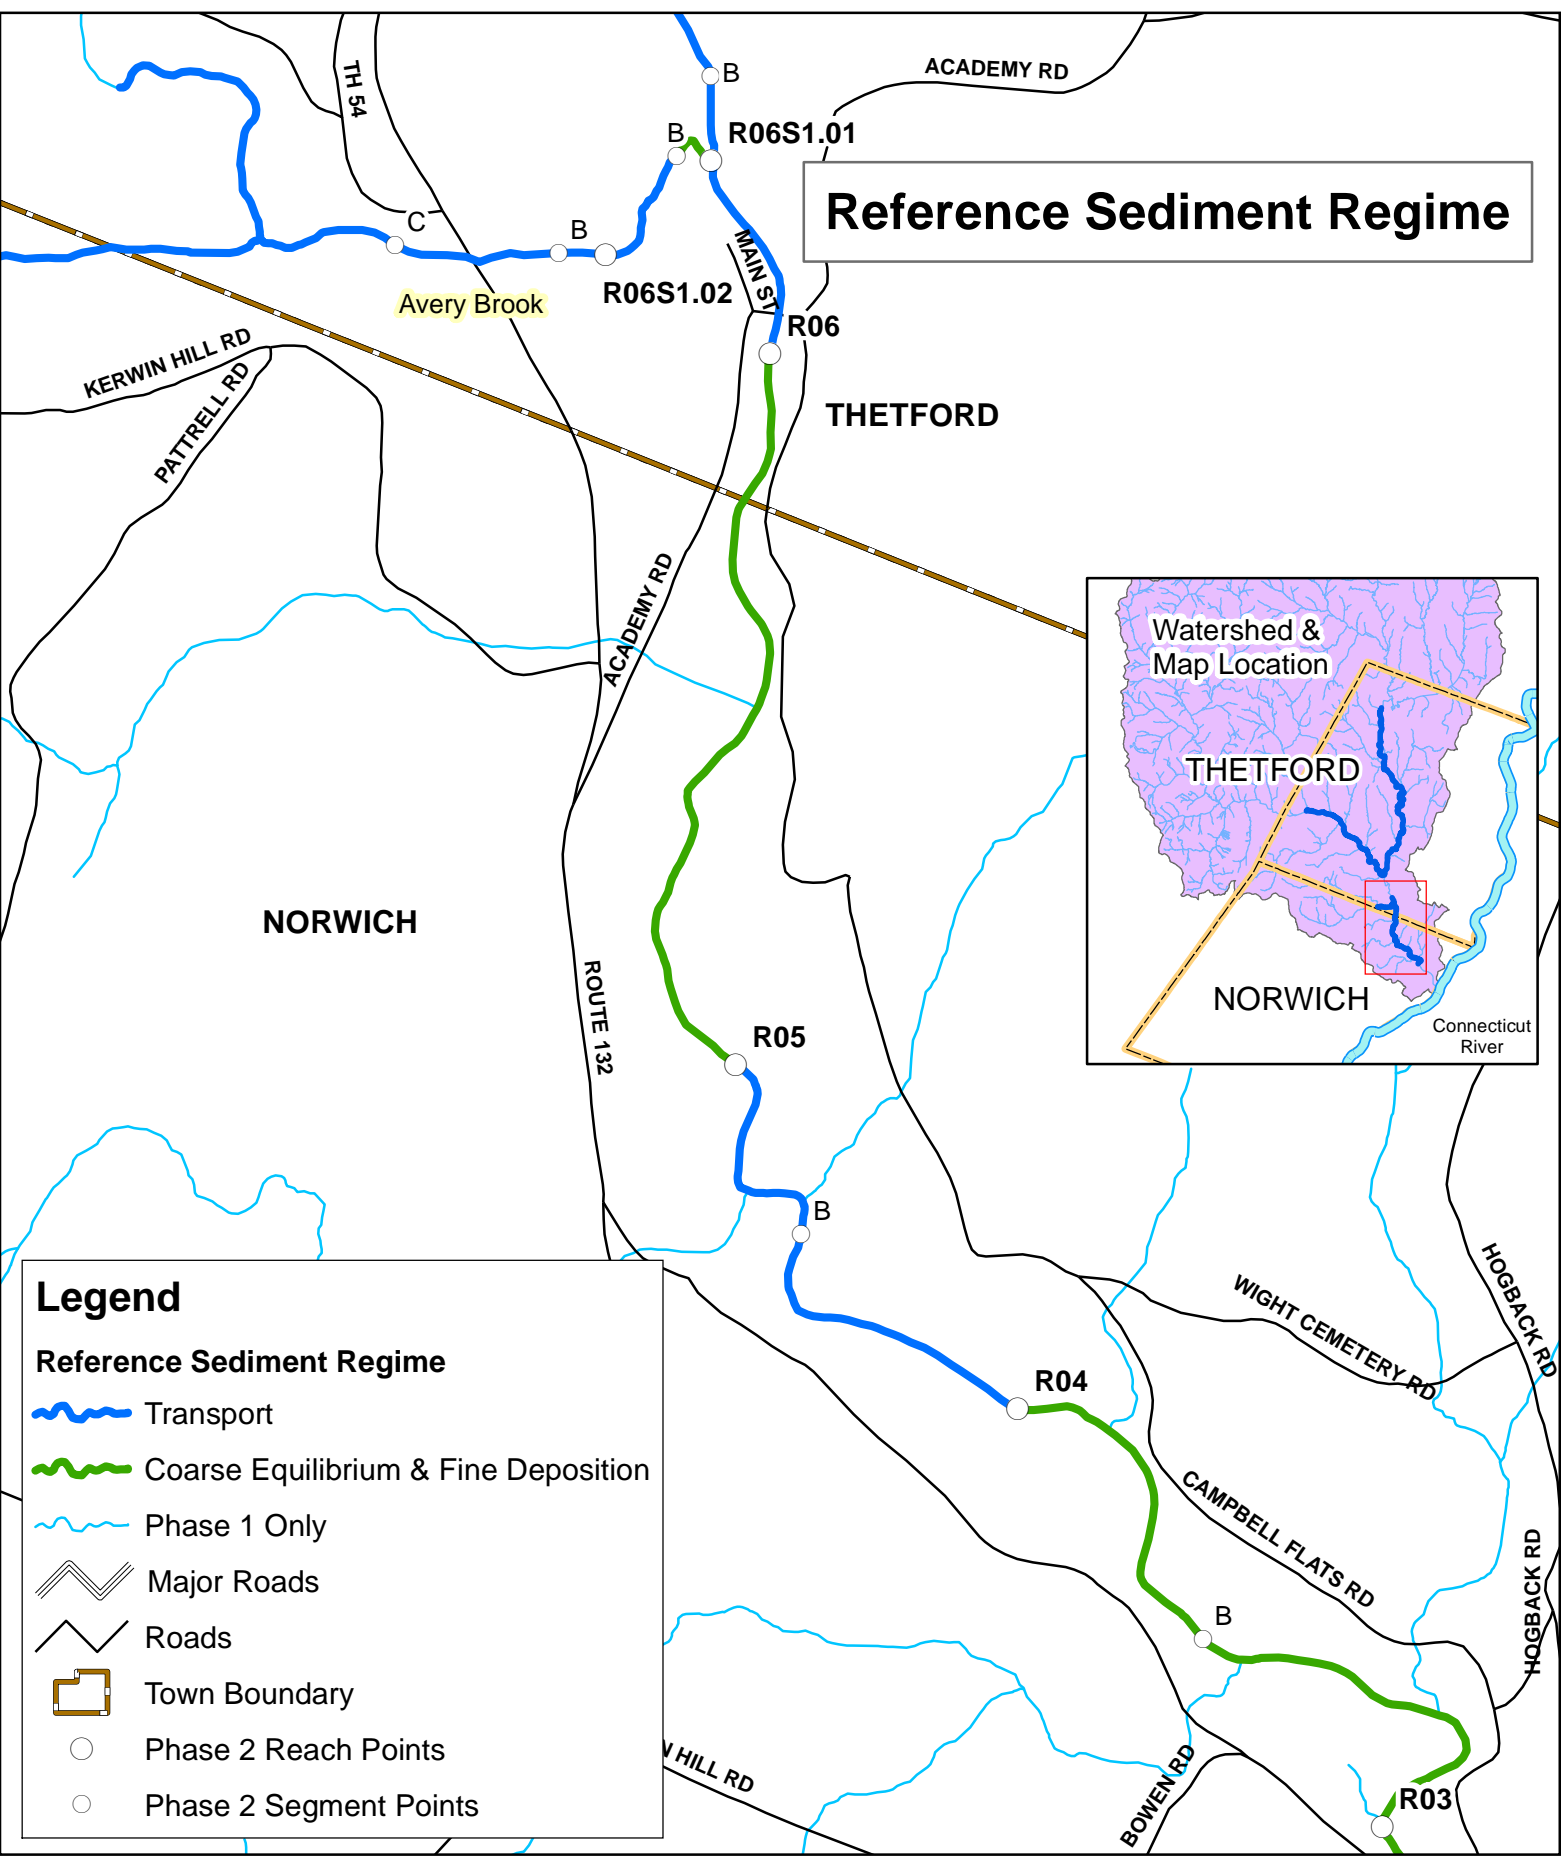 ACADEMY RD
TH 54
B
B
R06S1.01
Reference Sediment Regime
C
B
MAIN ST
R06S1.02
Avery Brook
R06
KERWIN HILL RD
PATTRELL RD
THETFORD
ACADEMY RD
Watershed &
Map Location
THETFORD
NORWICH
Connecticut
River
NORWICH
ROUTE 132
R05
B
HOGBACK RD
WIGHT CEMETERY RD
R04
CAMPBELL FLATS RD
HOGBACK RD
B
BOWEN RD
R03
N HILL RD
Legend
Reference Sediment Regime
Transport
Coarse Equilibrium & Fine Deposition
Phase 1 Only
Major Roads
Roads
Town Boundary
Phase 2 Reach Points
Phase 2 Segment Points